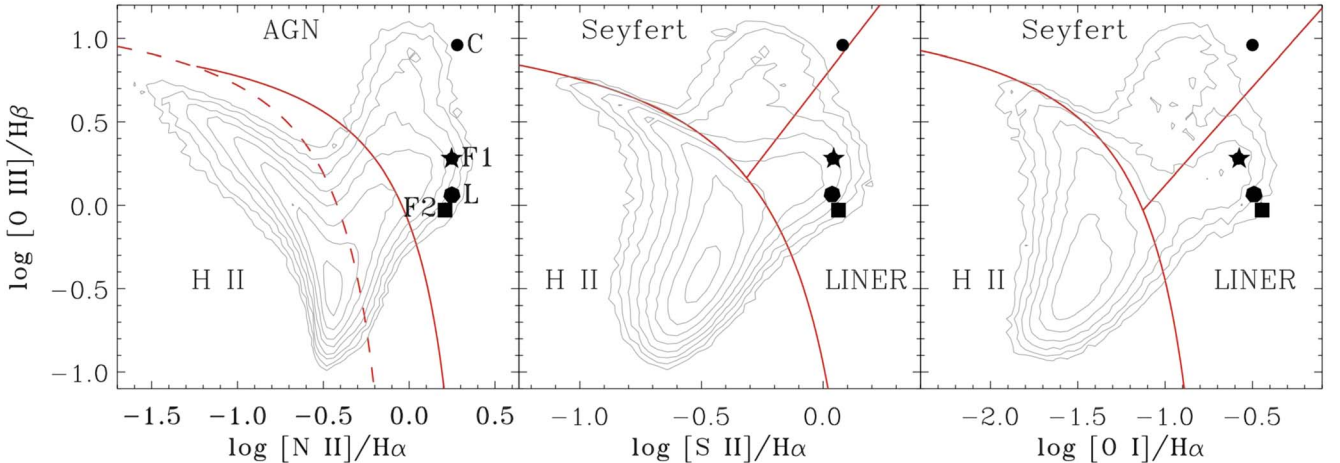 AGN
Seyfert
Seyfert
1.0
0.5
0.0
−0.5
−1.0
C
F1
L
F2
H II
H II
LINER
H II
LINER
log [O III]/Hβ
−1.5 −1.0 −0.5 0.0 0.5
−1.0 −0.5 0.0
−2.0 −1.5 −1.0 −0.5
log [N II]/Hα
log [S II]/Hα
log [O I]/Hα